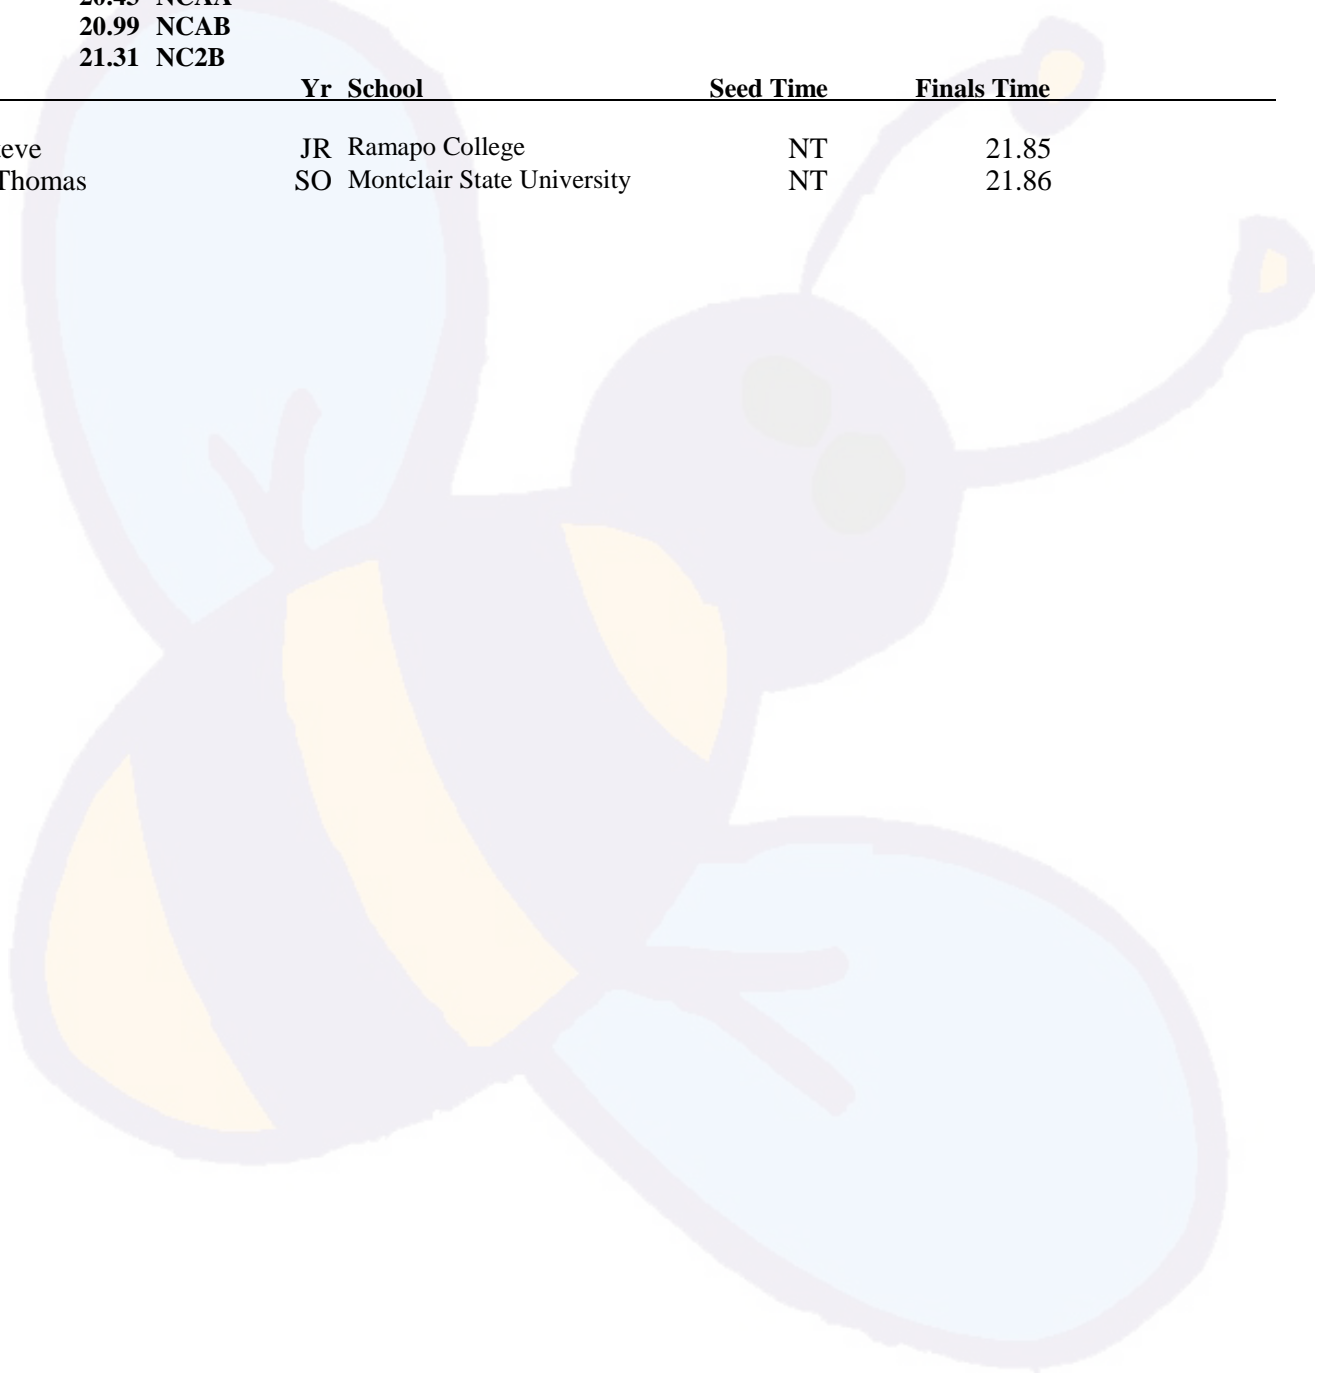 20.99 NCAB
21.31 NC2B
Yr School Seed Time Finals Time
JR Ramapo College NT 21.85
Thomas SO Montclair State University NT 21.86